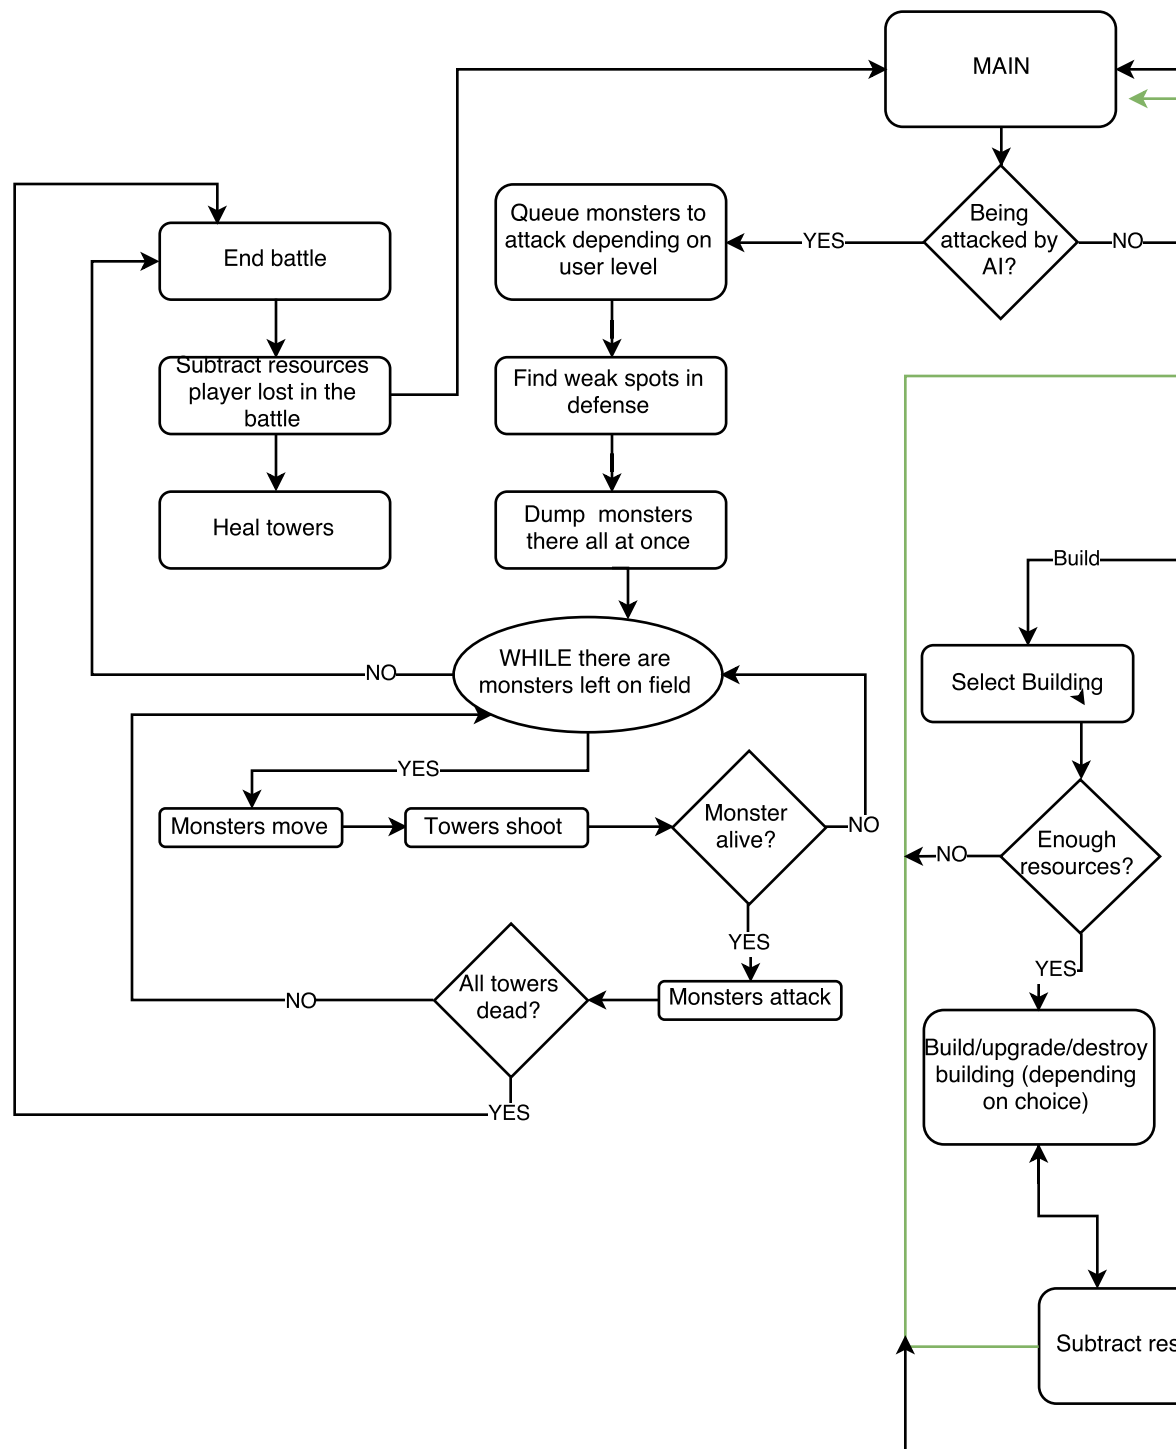 MAIN
Being
attacked by
AI?
YES
NO
Queue monsters to
attack depending on
user level
Find weak spots in
defense
Dump  monsters
there all at once
End battle
Subtract resources
player lost in the
battle
Heal towers
WHILE there are
monsters left on field
NO
YES
Monsters move
Towers shoot
Monster
alive?
NO
YES
Monsters attack
All towers
dead?
NO
YES
Build
Select Building
Enough
resources?
NO
YES
Build/upgrade/destroy
building (depending
on choice)
Subtract res